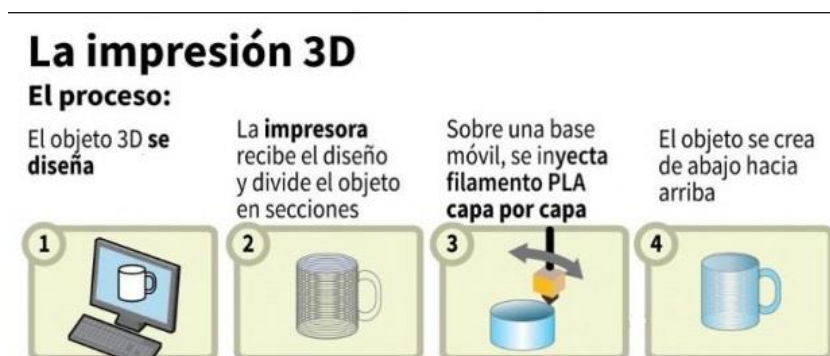 La impresión 3D
El proceso:
El objeto 3D se
diseña
La impresora
recibe el diseño
y divide el objeto
en secciones
Sobre una base
móvil, se inyecta
filamento PLA
capa por capa
El objeto se crea
de abajo hacia
arriba
1
2
3
4